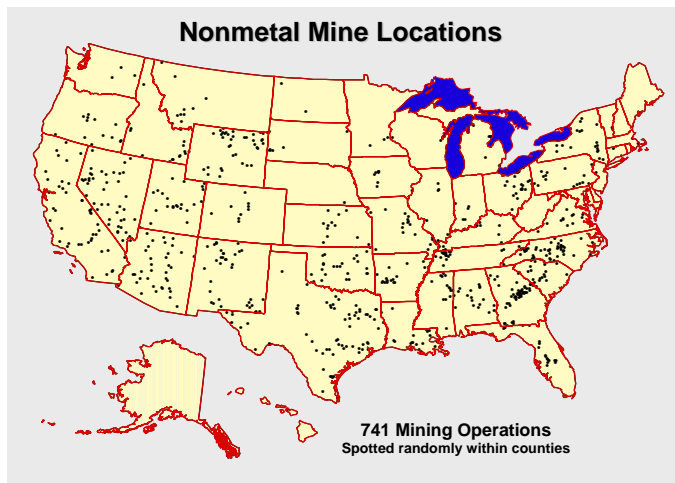 Nonmetal Mine Locations
741 Mining Operations
Spotted randomly within counties